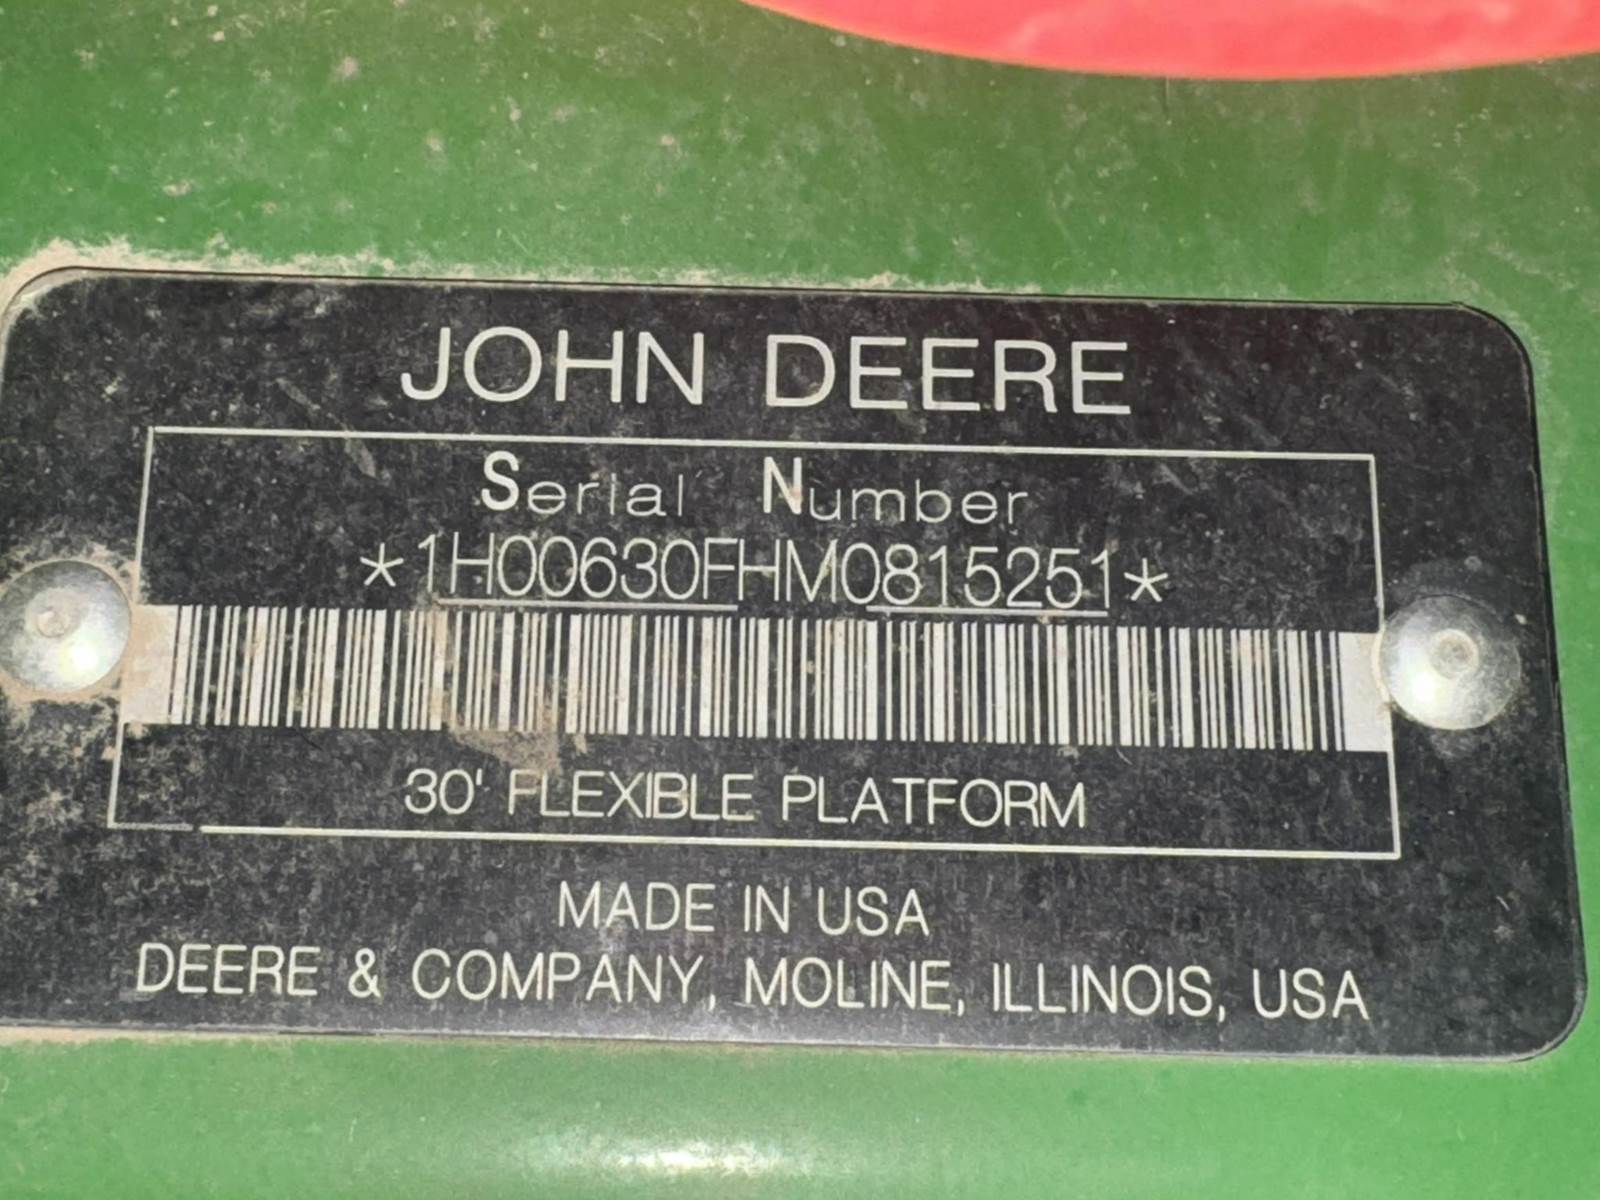 JOHN DEERE
Serial Number
*1H00630FHM0815251*
30' FLEXIBLE PLATFORM
MADE IN USA
DEERE & COMPANY, MOLINE, ILLINOIS, USA